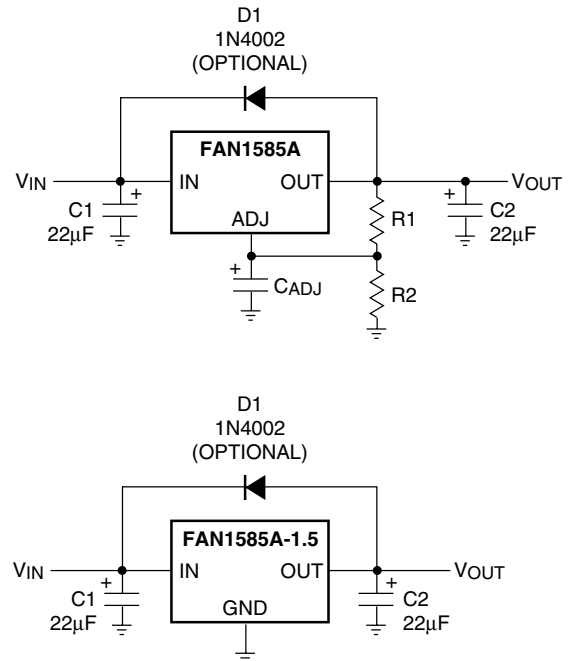 D1
1N4002
(OPTIONAL)
FAN1585A
VIN
IN
OUT
VOUT
+
C1
22μF
ADJ
R1
+
C2
22μF
+
CADJ
R2
D1
1N4002
(OPTIONAL)
FAN1585A-1.5
VIN
IN
OUT
VOUT
+
C1
22μF
GND
+
C2
22μF